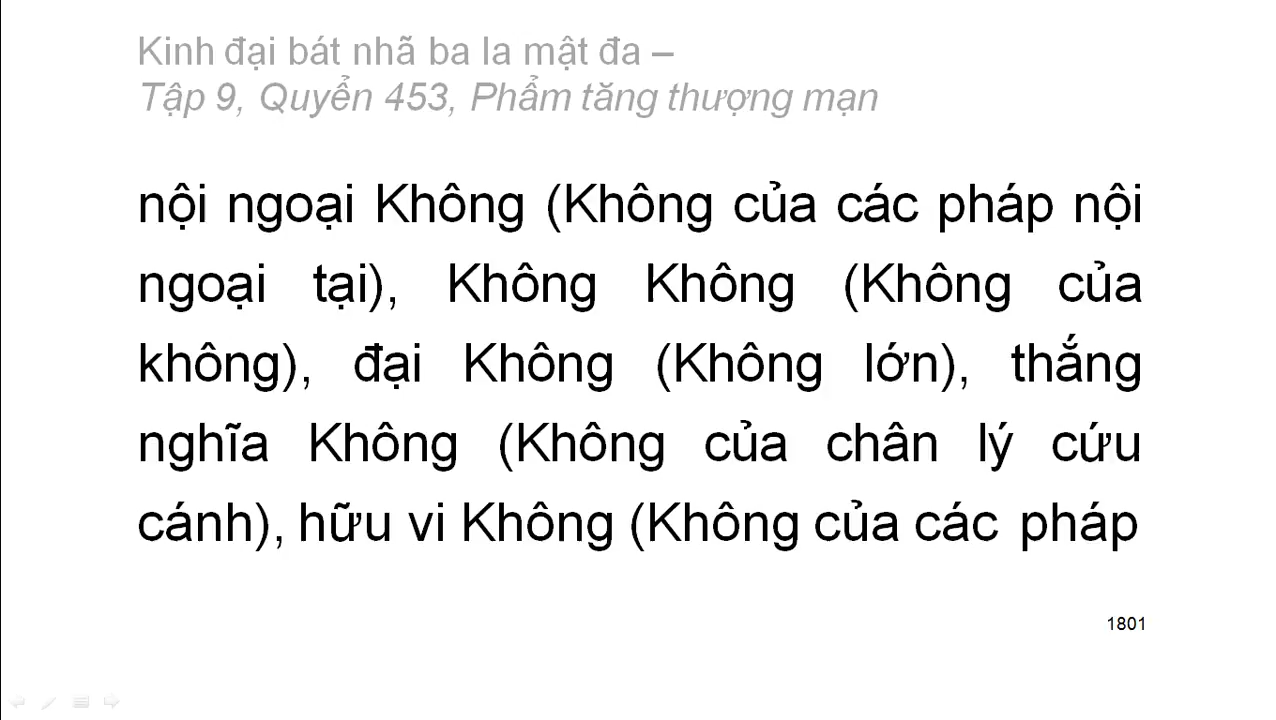 Kinh đại bát nhã ba la mật đa –
Tập 9, Quyển 453, Phẩm tăng thượng mạn
nội ngoại Không (Không của các pháp nội
ngoại tại), Không Không (Không của
không), đại Không (Không lớn), thắng
nghĩa Không (Không của chân lý cứu
cánh), hữu vi Không (Không của các pháp
1801